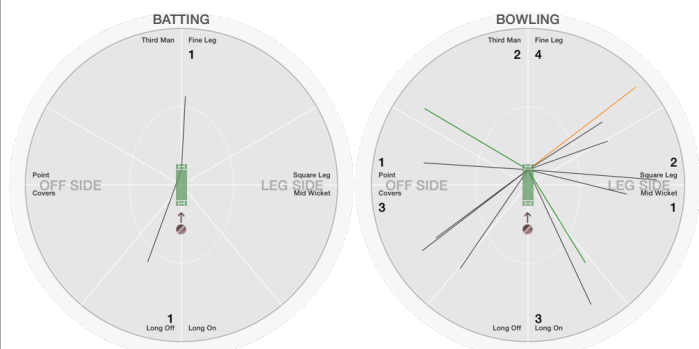 BATTING
Third Man Fine Leg
1
Point Square Leg
OFF SIDE LEG SIDE
Covers Mid Wicket
1
Long Off Long On
BOWLING
Third Man Fine Leg
2 4
1 2
Point Square Leg
OFF SIDE LEG SIDE
Covers Mid Wicket
3 1
3
Long Off Long On